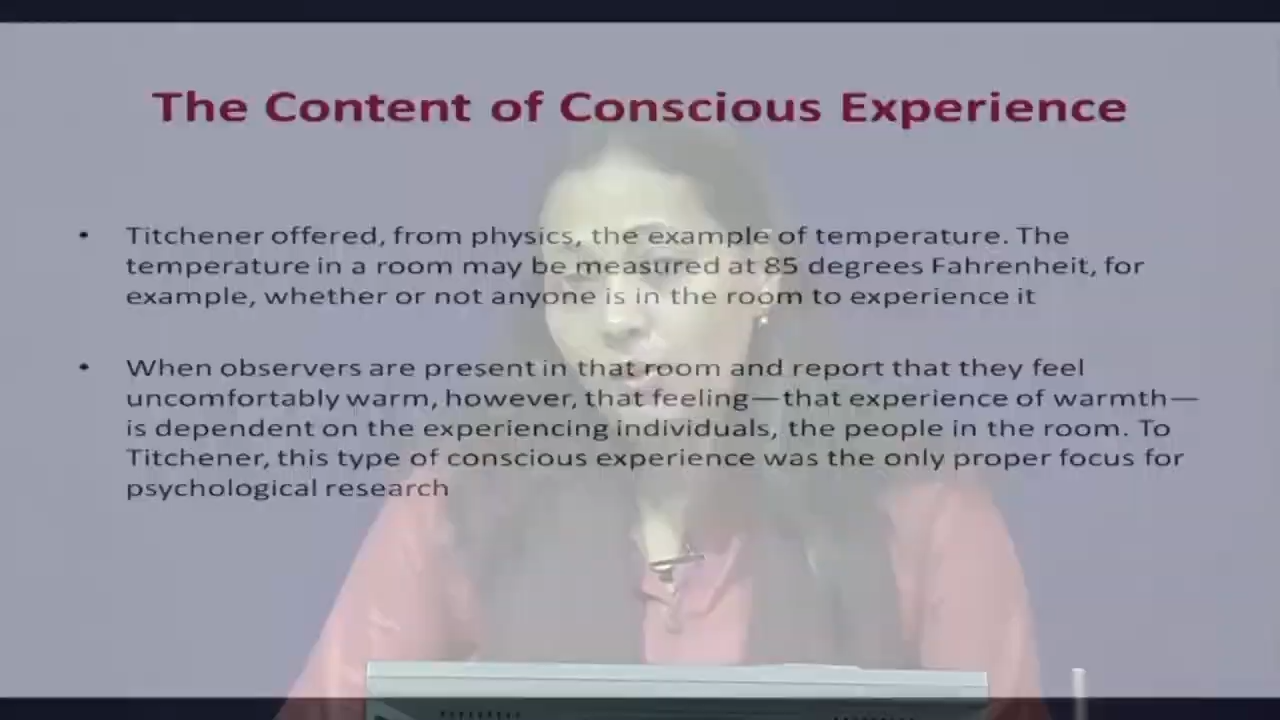 The Content of Conscious Experience
• Titchener offered, from physics, the example of temperature. The
temperature in a room may be measured at 85 degrees Fahrenheit, for
example, whether or not anyone is in the room to experience it
• When observers are present in that room and report that they feel
uncomfortably warm, however, that feeling—that experience of warmth—
is dependent on the experiencing individuals, the people in the room. To
Titchener, this type of conscious experience was the only proper focus for
psychological research